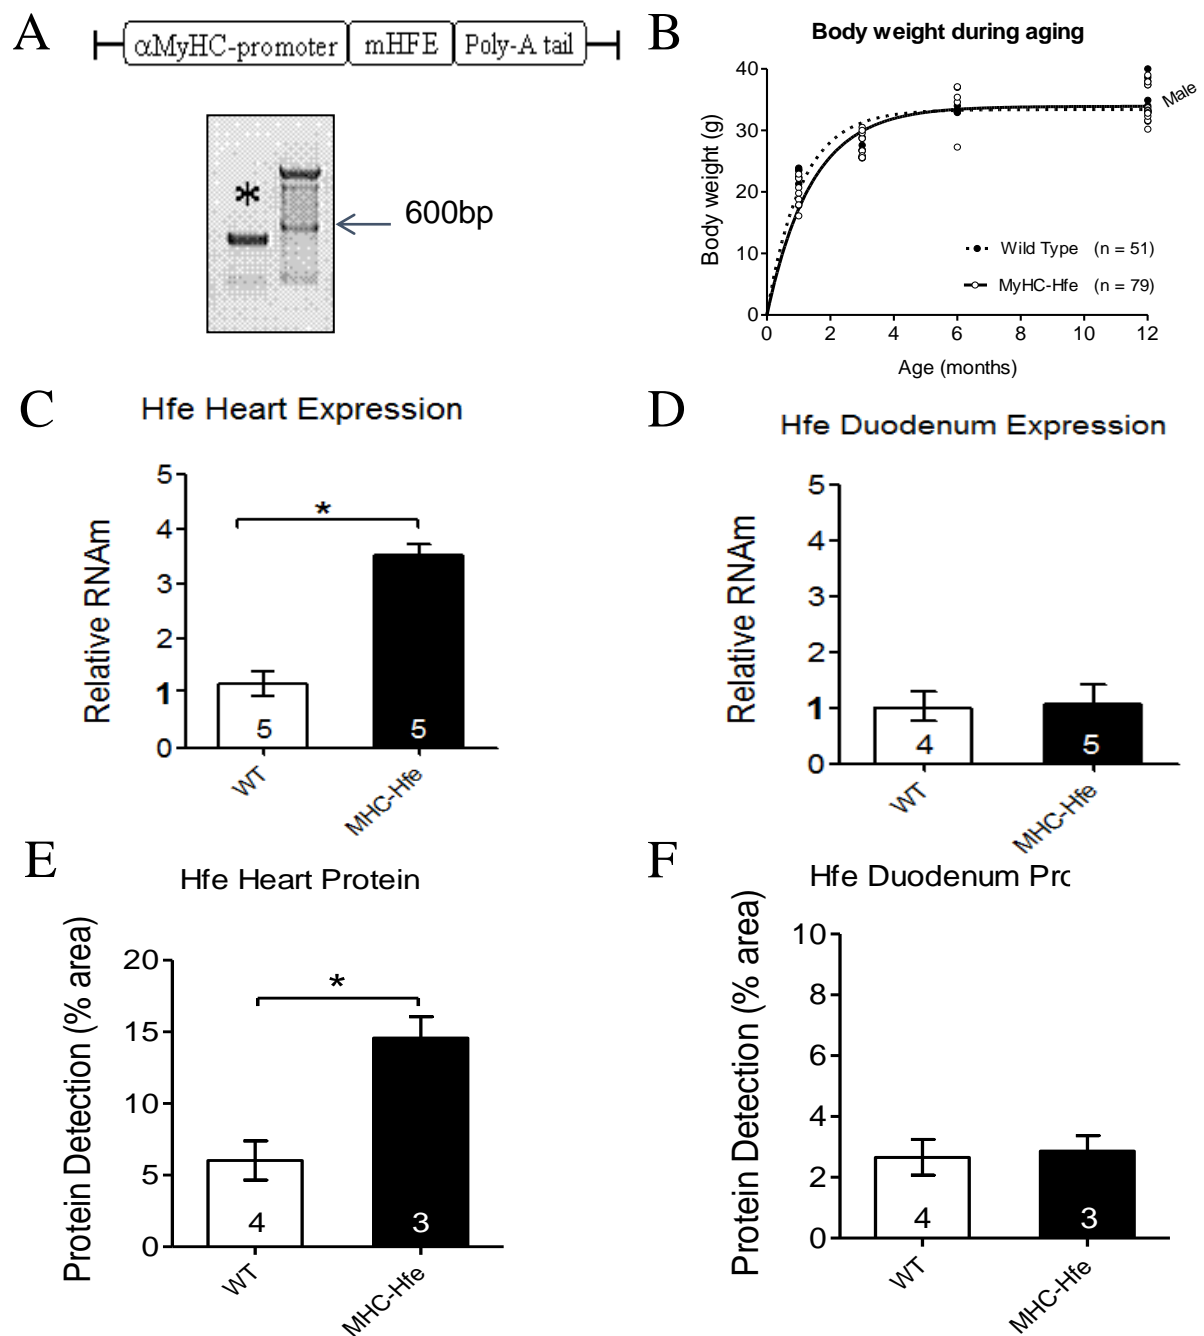 A
αMyHC-promoter mHFE Poly-A tail
*
600bp
B
Body weight during aging
Body weight (g)
40
30
20
10
0
0 2 4 6 8 10 12
Age (months)
Male
Wild Type (n = 51)
MyHC-Hfe (n = 79)
C
Hfe Heart Expression
Relative RNAm
5
4
3
2
1
0
*
5 5
WT MHC-Hfe
D
Hfe Duodenum Expression
Relative RNAm
5
4
3
2
1
0
4 5
WT MHC-Hfe
E
Hfe Heart Protein
Protein Detection (% area)
20
15
10
5
0
*
4 3
WT MHC-Hfe
F
Hfe Duodenum Prc
Protein Detection (% area)
10
8
6
4
2
0
4 3
WT MHC-Hfe